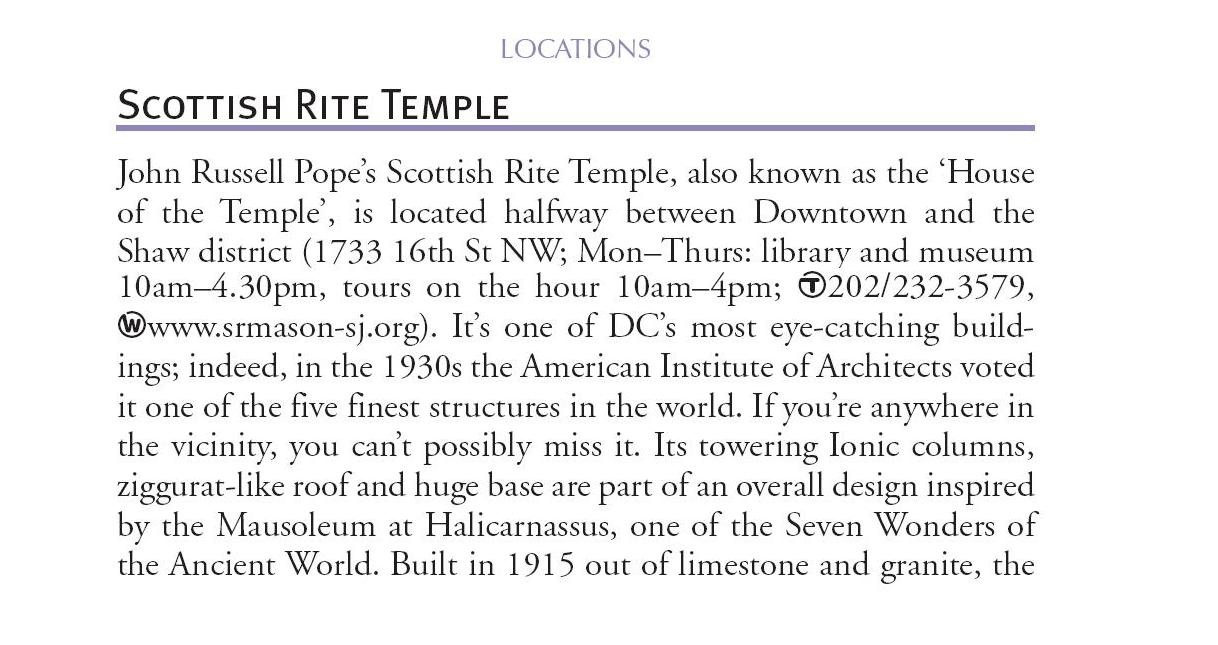 LOCATIONS
SCOTTISH RITE TEMPLE
John Russell Pope's Scottish Rite Temple, also known as the 'House
of the Temple', is located halfway between Downtown and the
Shaw district (1733 16th St NW; Mon–Thurs: library and museum
10am–4.30pm, tours on the hour 10am–4pm; Ⓣ202/232-3579,
Ⓦwww.srmason-sj.org). It's one of DC's most eye-catching build-
ings; indeed, in the 1930s the American Institute of Architects voted
it one of the five finest structures in the world. If you're anywhere in
the vicinity, you can't possibly miss it. Its towering Ionic columns,
ziggurat-like roof and huge base are part of an overall design inspired
by the Mausoleum at Halicarnassus, one of the Seven Wonders of
the Ancient World. Built in 1915 out of limestone and granite, the